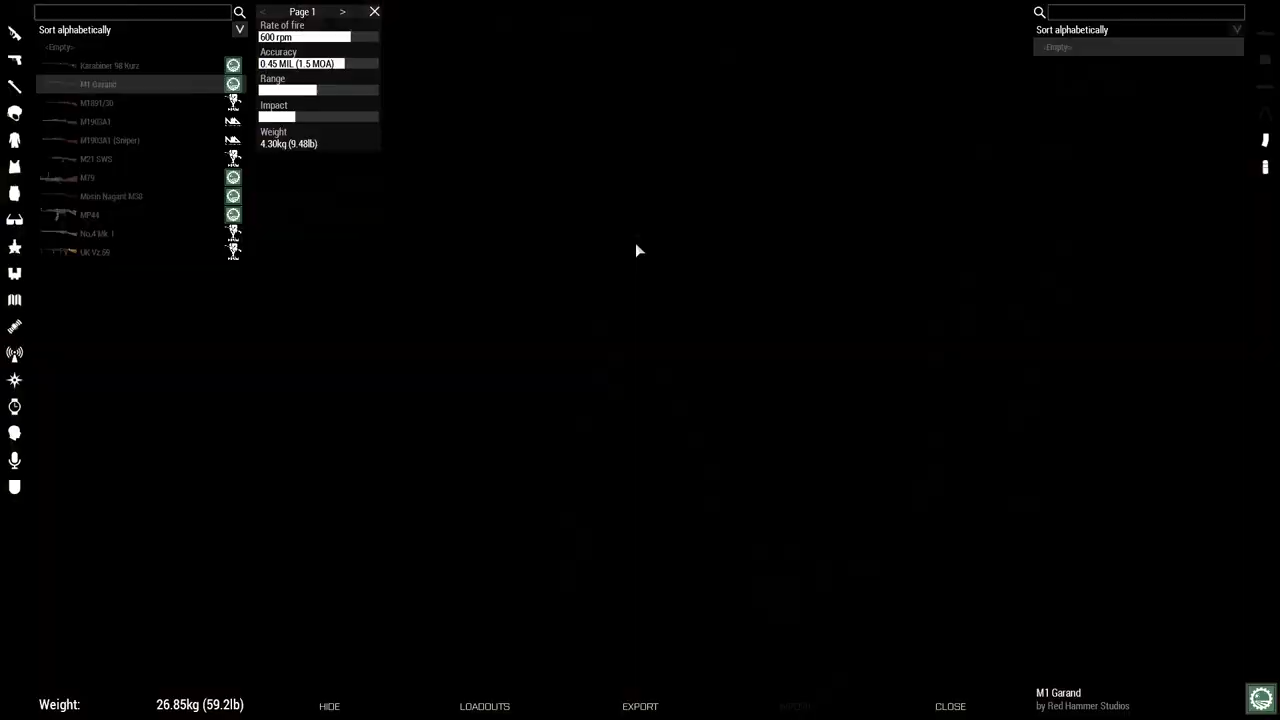 Sort alphabetically
<Empty>
Karabiner 98 Kurz
M1 Garand
M1891/30
M1903A1
M1903A1 (Sniper)
M21 SWS
M79
Mosin Nagant M38
MP44
No.4 Mk. I
UK Vz.59
< Page 1 >
Rate of fire
600 rpm
Accuracy
0.45 MIL (1.5 MOA)
Range
Impact
Weight
4.30kg (9.48lb)
Sort alphabetically
<Empty>
Weight: 26.85kg (59.2lb)
HIDE
LOADOUTS
EXPORT
IMPORT
CLOSE
M1 Garand
by Red Hammer Studios